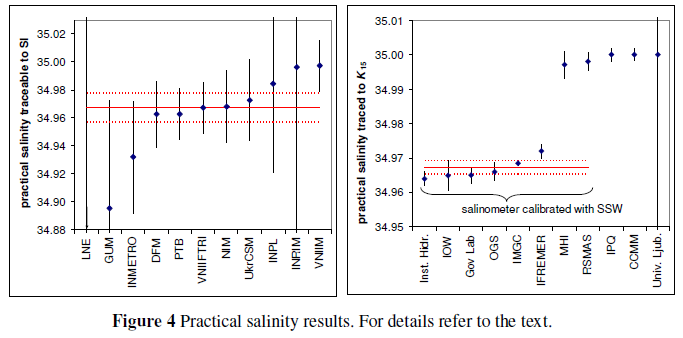 practical salinity traceable to SI
35.02
35.00
34.98
34.96
34.94
34.92
34.90
34.88
LNE
GUM
INMETRO
DFM
PTB
VNIIFTRI
NIM
UkrCSM
INPL
INRIM
VNIIM
practical salinity traced to K15
35.01
35.00
34.99
34.98
34.97
34.96
34.95
salinometer calibrated with SSW
Inst. Hidr.
IOW
Gov Lab
OGS
IMGC
IFREMER
MHI
RSMAS
IPQ
CCMM
Univ. Ljub.
Figure 4 Practical salinity results. For details refer to the text.